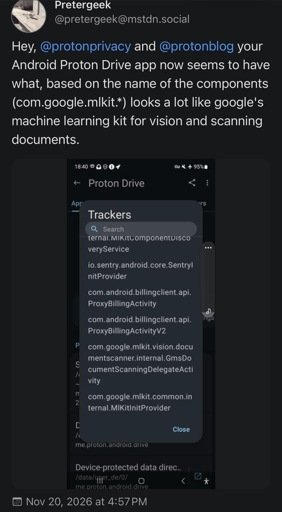 Pretergeek
@pretergeek@mstdn.social
Hey, @protonprivacy and @protonblog your
Android Proton Drive app now seems to have
what, based on the name of the components
(com.google.mlkit.*) looks a lot like google's
machine learning kit for vision and scanning
documents.
18:40
95%
Proton Drive
Trackers
Search
ternal.MlKitComponentDisco
veryService
io.sentry.android.core.SentryI
nitProvider
com.android.billingclient.api.
ProxyBillingActivity
com.android.billingclient.api.
ProxyBillingActivityV2
com.google.mlkit.vision.docu
mentscanner.internal.GmsDo
cumentScanningDelegateActi
vity
com.google.mlkit.common.in
ternal.MlKitInitProvider
Close
me.proton.android.drive
Device-protected data direc..
/data/user_de/0/
me.proton.android.drive
Nov 20, 2026 at 4:57PM